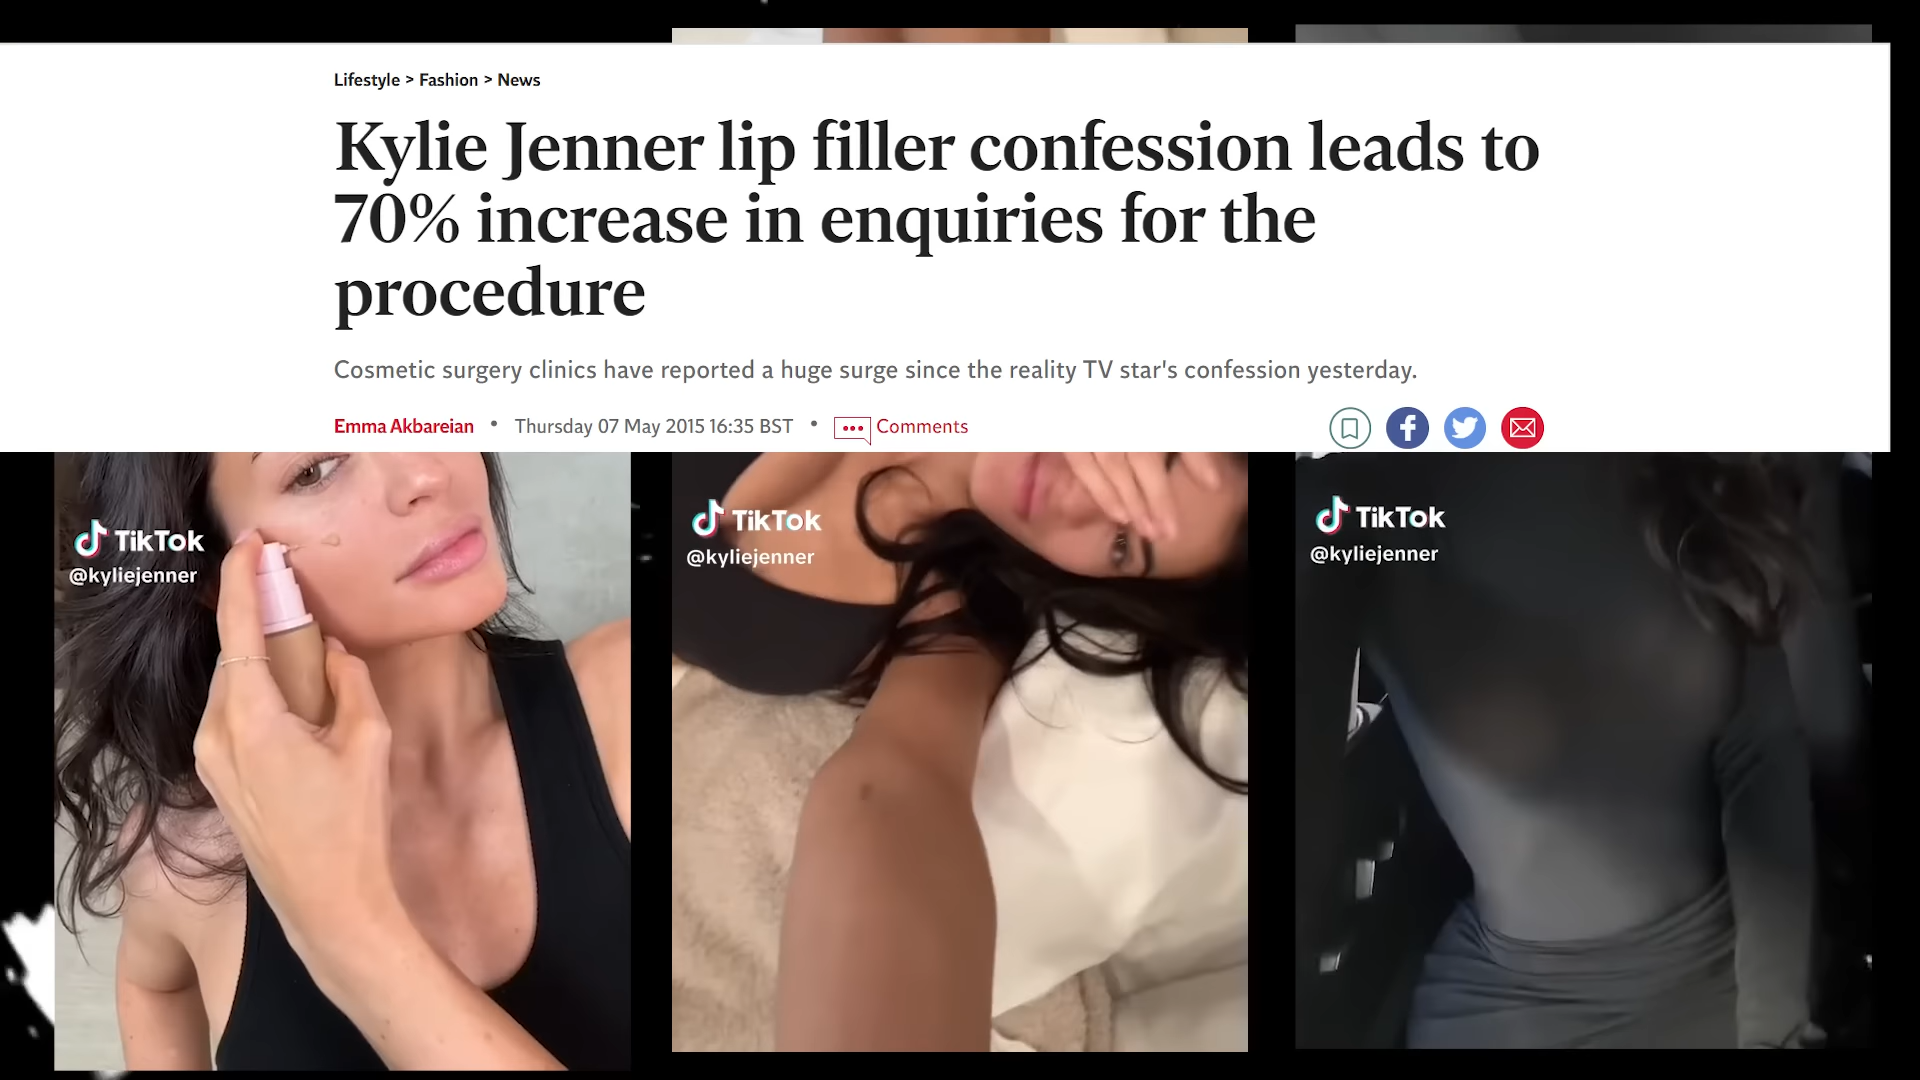 Lifestyle > Fashion > News
Kylie Jenner lip filler confession leads to
70% increase in enquiries for the
procedure
Cosmetic surgery clinics have reported a huge surge since the reality TV star's confession yesterday.
Emma Akbareian • Thursday 07 May 2015 16:35 BST • Comments
TikTok
@kyliejenner
TikTok
@kyliejenner
TikTok
@kyliejenner